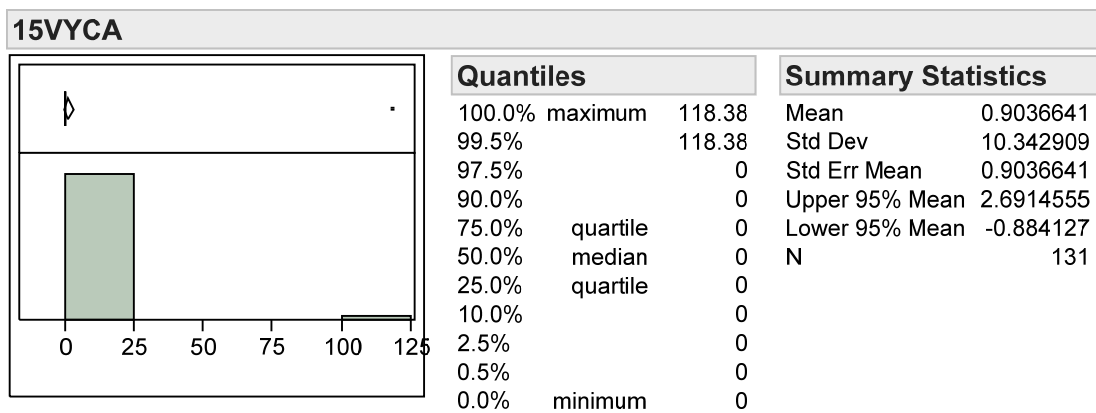 15VYCA
0 25 50 75 100 125
Quantiles
100.0% maximum 118.38
99.5% 118.38
97.5% 0
90.0% 0
75.0% quartile 0
50.0% median 0
25.0% quartile 0
10.0% 0
2.5% 0
0.5% 0
0.0% minimum 0
Summary Statistics
Mean 0.9036641
Std Dev 10.342909
Std Err Mean 0.9036641
Upper 95% Mean 2.6914555
Lower 95% Mean -0.884127
N 131